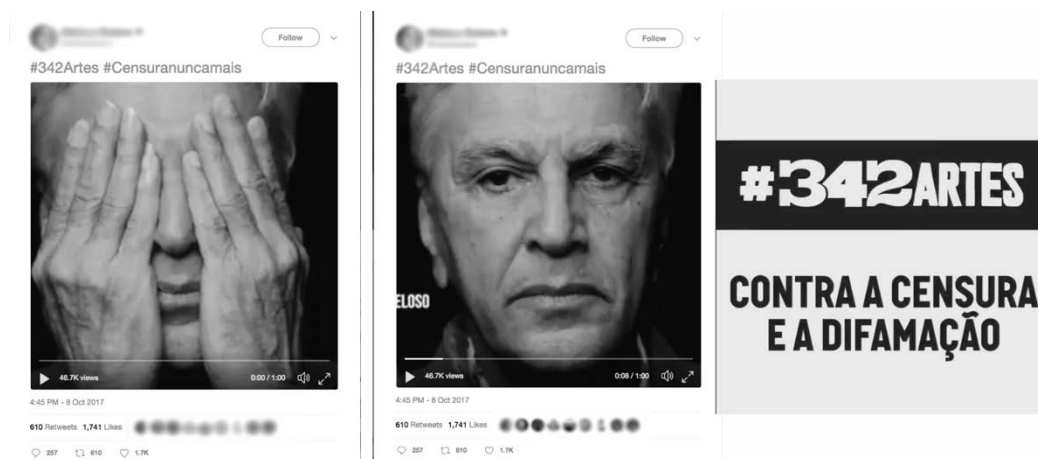 Follow
#342Artes #Censuranuncamais
46.7K views
0:00 / 1:00
4:45 PM - 8 Oct 2017
610 Retweets 1,741 Likes
257 610 1.7K
Follow
#342Artes #Censuranuncamais
ELOSO
46.7K views
0:08 / 1:00
4:45 PM - 8 Oct 2017
610 Retweets 1,741 Likes
257 610 1.7K
#342ARTES
CONTRA A CENSURA
E A DIFAMAÇÃO